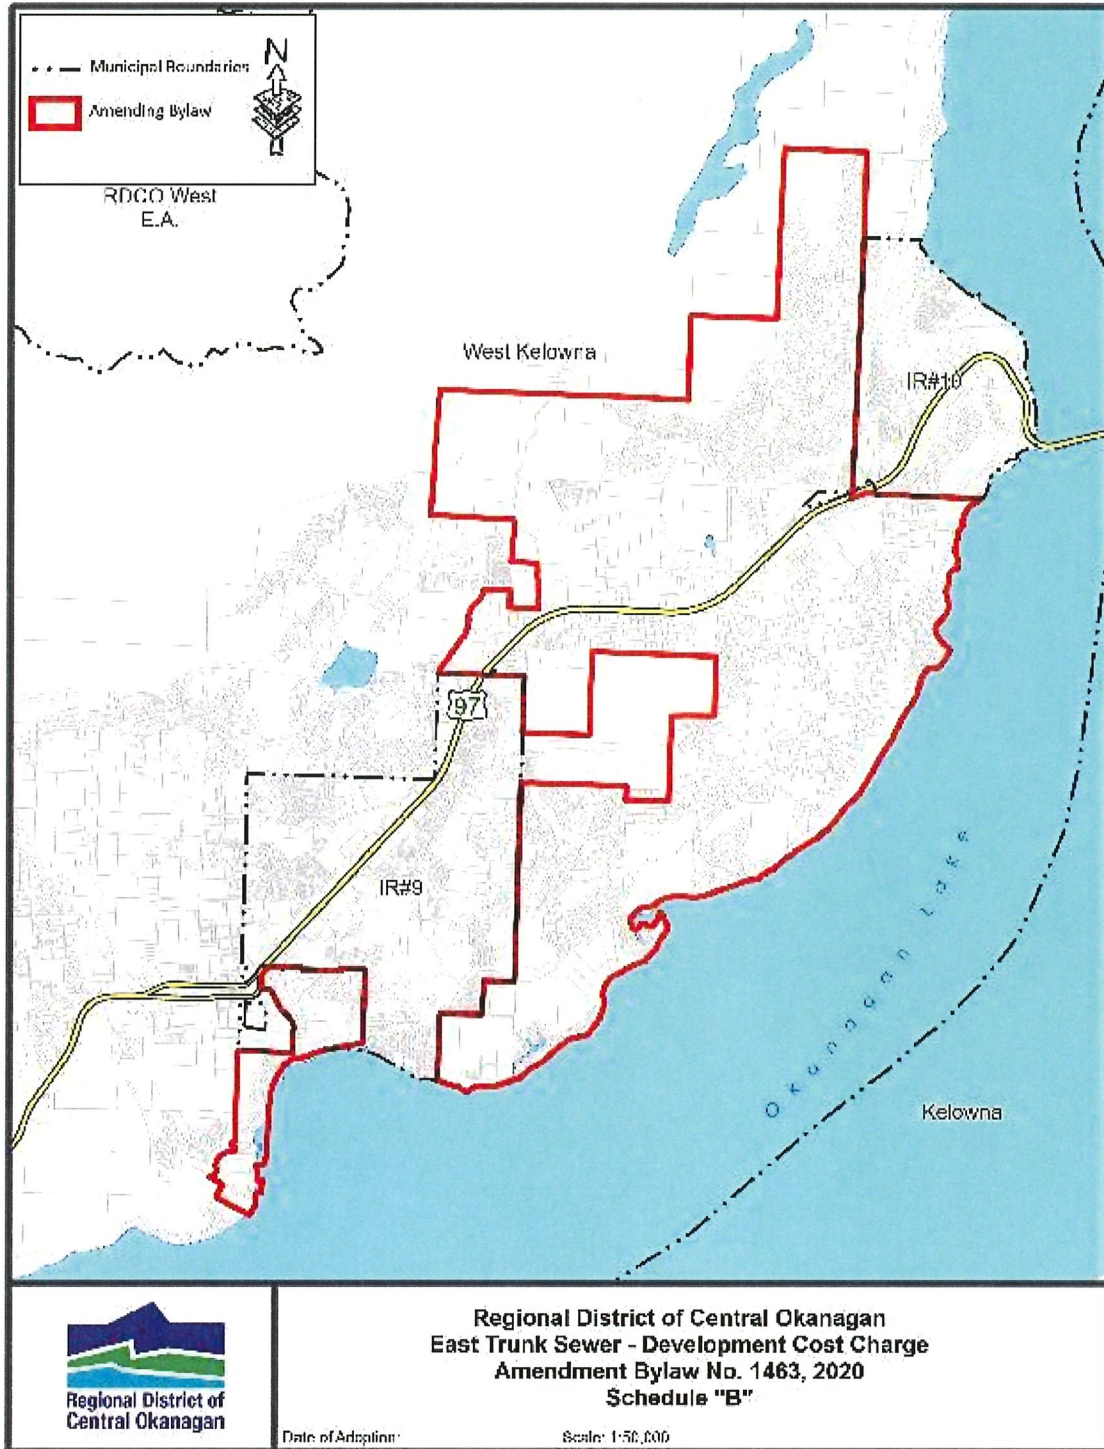 N
Municipal Boundaries
Amending Bylaw
RDCO West
E.A.
West Kelowna
IR#10
97
IR#9
Okanagan Lake
Kelowna
Regional District of
Central Okanagan
Regional District of Central Okanagan
East Trunk Sewer - Development Cost Charge
Amendment Bylaw No. 1463, 2020
Schedule "B"
Date of Adoption:
Scale: 1:50,000